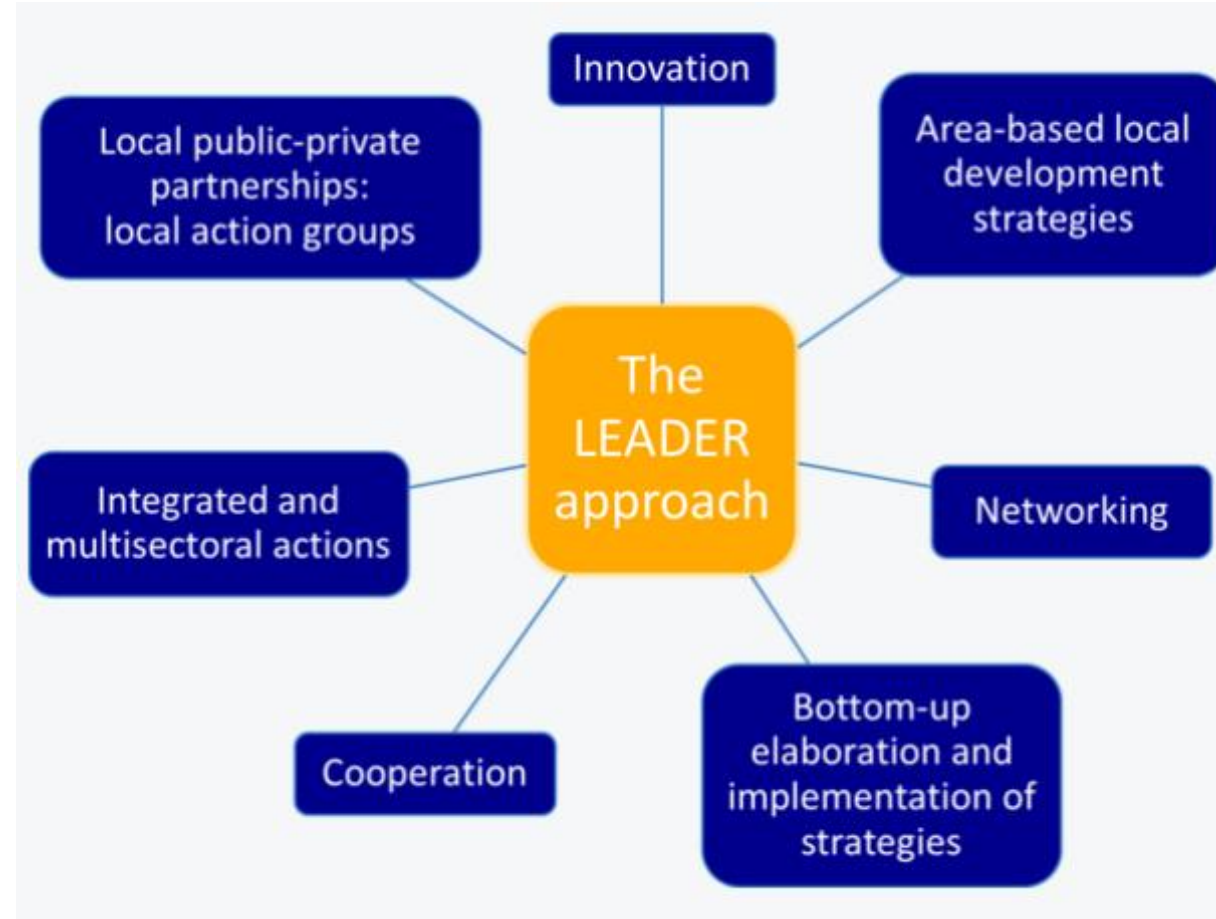 Innovation
Local public-private
partnerships:
local action groups
Area-based local
development
strategies
The
LEADER
approach
Integrated and
multisectoral actions
Networking
Cooperation
Bottom-up
elaboration and
implementation of
strategies